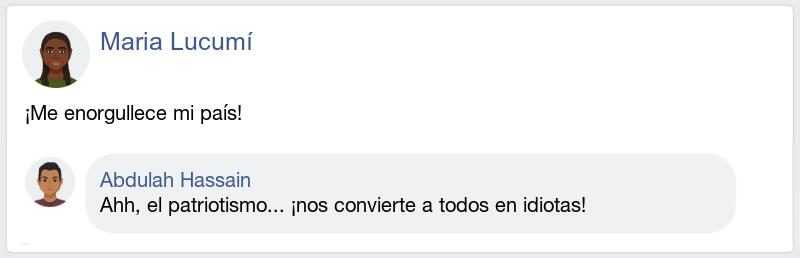 Maria Lucumí
¡Me enorgullece mi país!
Abdulah Hassain
Ahh, el patriotismo... ¡nos convierte a todos en idiotas!